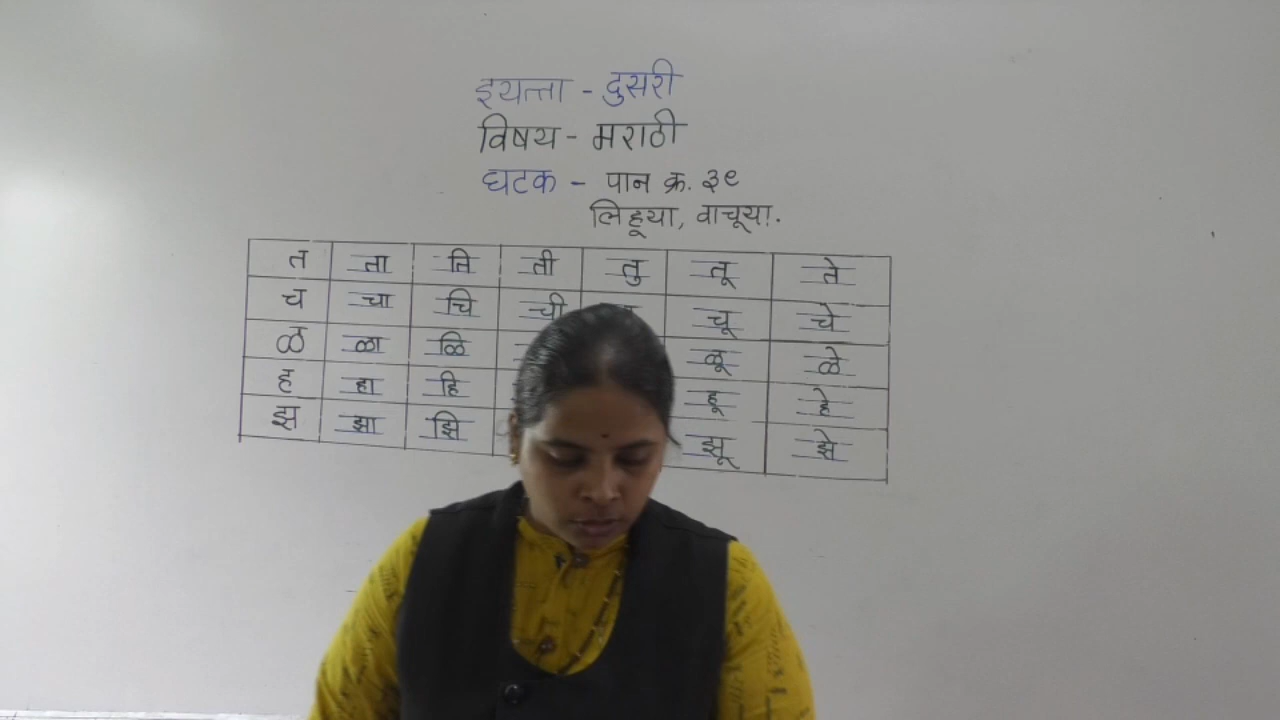 इयत्ता - दुसरी
विषय - मराठी
घटक - पान क्र. ३९
लिहूया, वाचूया.
त ता ति ती तु तू ते
च चा चि ची चू चे
ळ ळा ळि ळू ळे
ह हा हि हू हे
झ झा झि झू झे